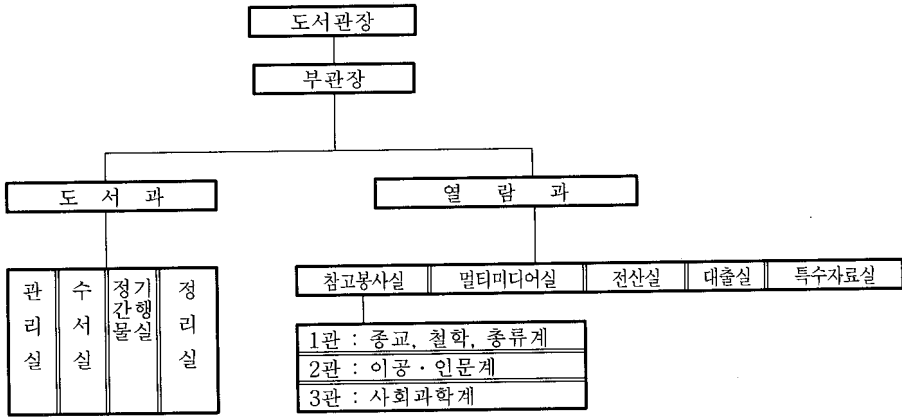 도서관장
부관장
도 서 과
열 람 과
관리실
수서실
정기간행물실
정리실
참고봉사실
멀티미디어실
전산실
대출실
특수자료실
1관 : 종교, 철학, 총류계
2관 : 이공·인문계
3관 : 사회과학계